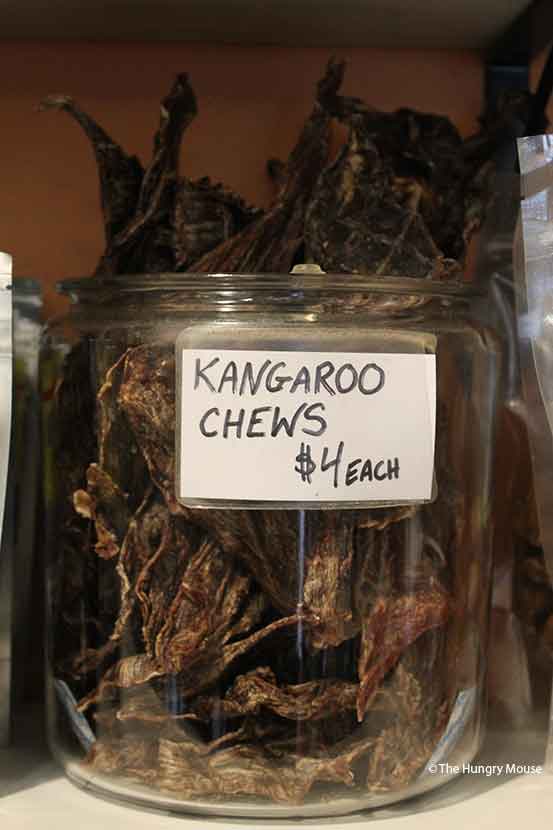 KANGAROO
CHEWS
$4 EACH
©The Hungry Mouse